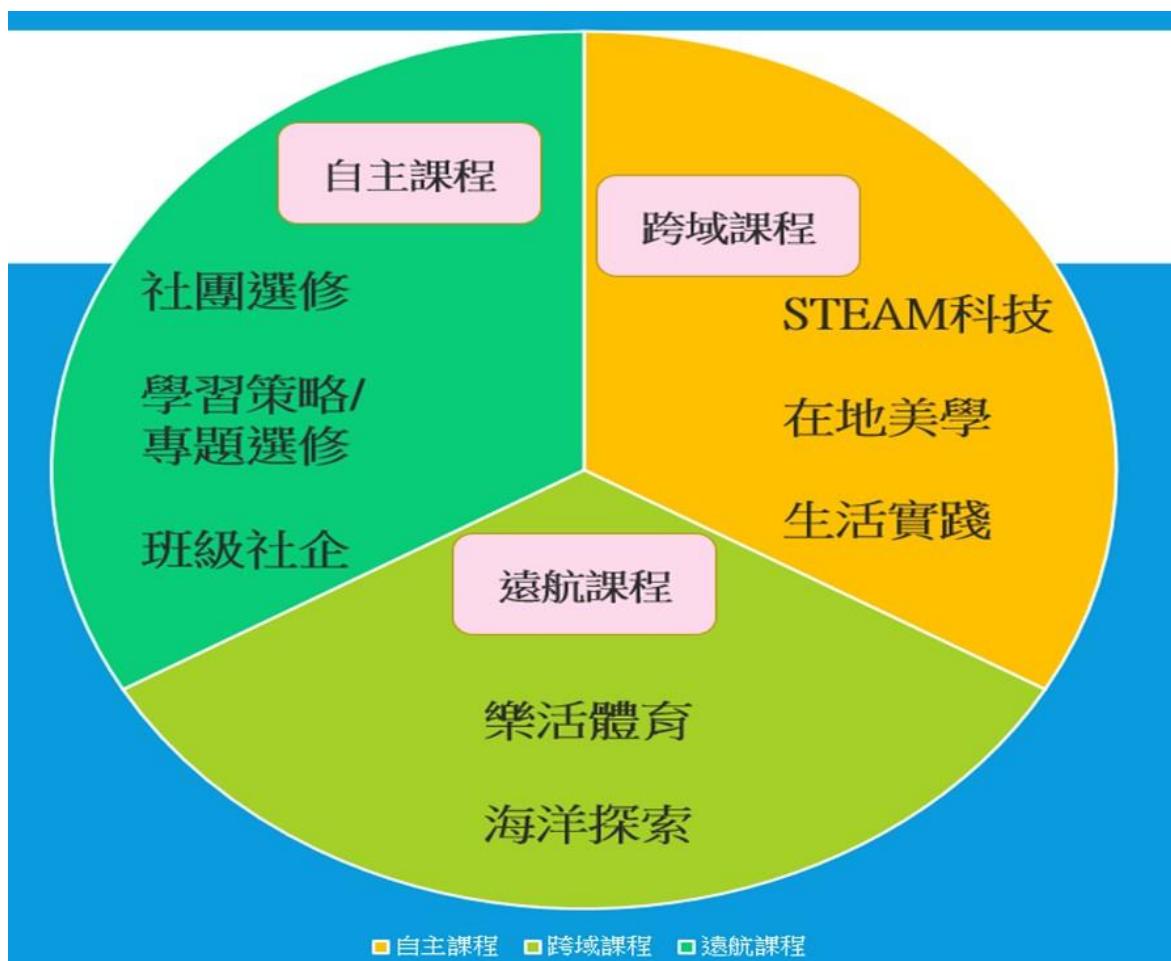 自主課程
社團選修
學習策略/
專題選修
班級社企
跨域課程
STEAM科技
在地美學
生活實踐
遠航課程
樂活體育
海洋探索
自主課程 跨域課程 遠航課程